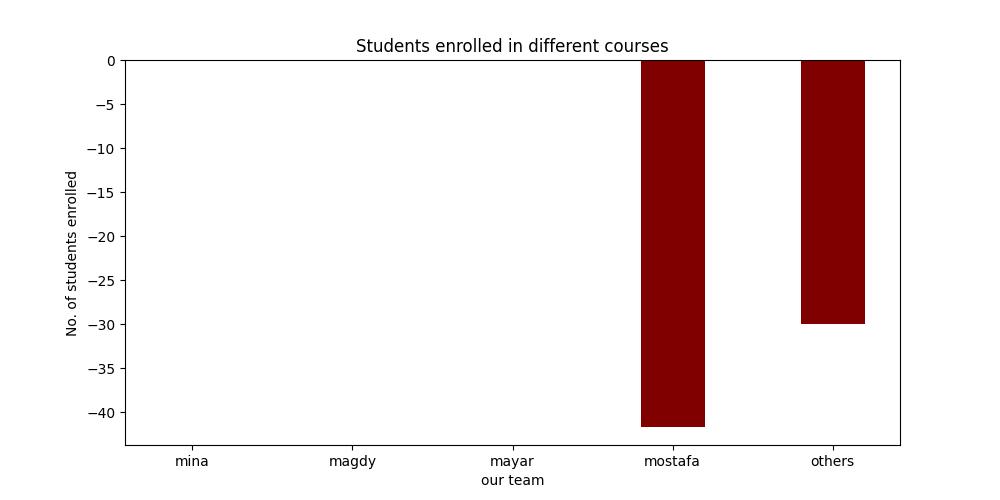 Students enrolled in different courses
0
−5
−10
−15
−20
−25
−30
−35
−40
No. of students enrolled
mina magdy mayar mostafa others
our team